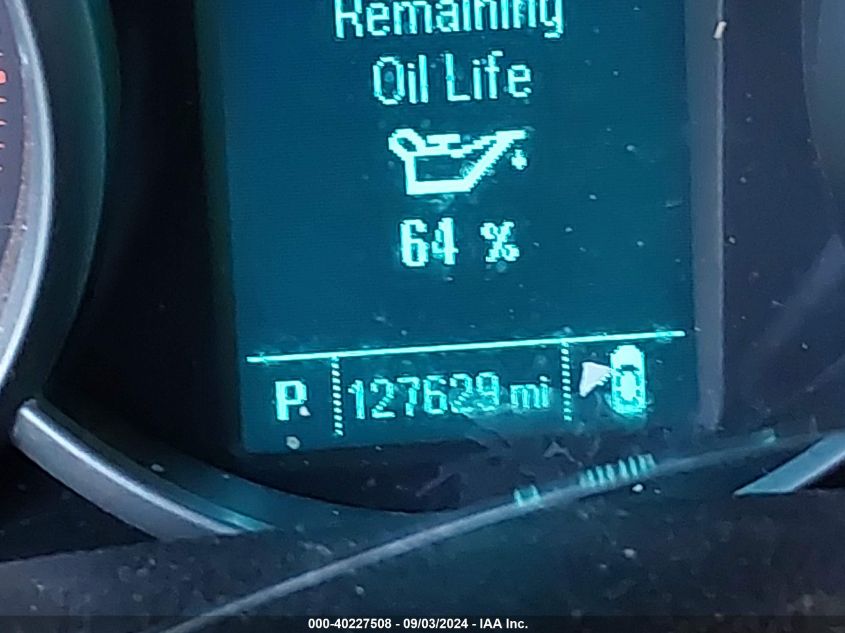 Remaining
Oil Life
64 %
P 127629 mi
000-40227508 - 09/03/2024 - IAA Inc.